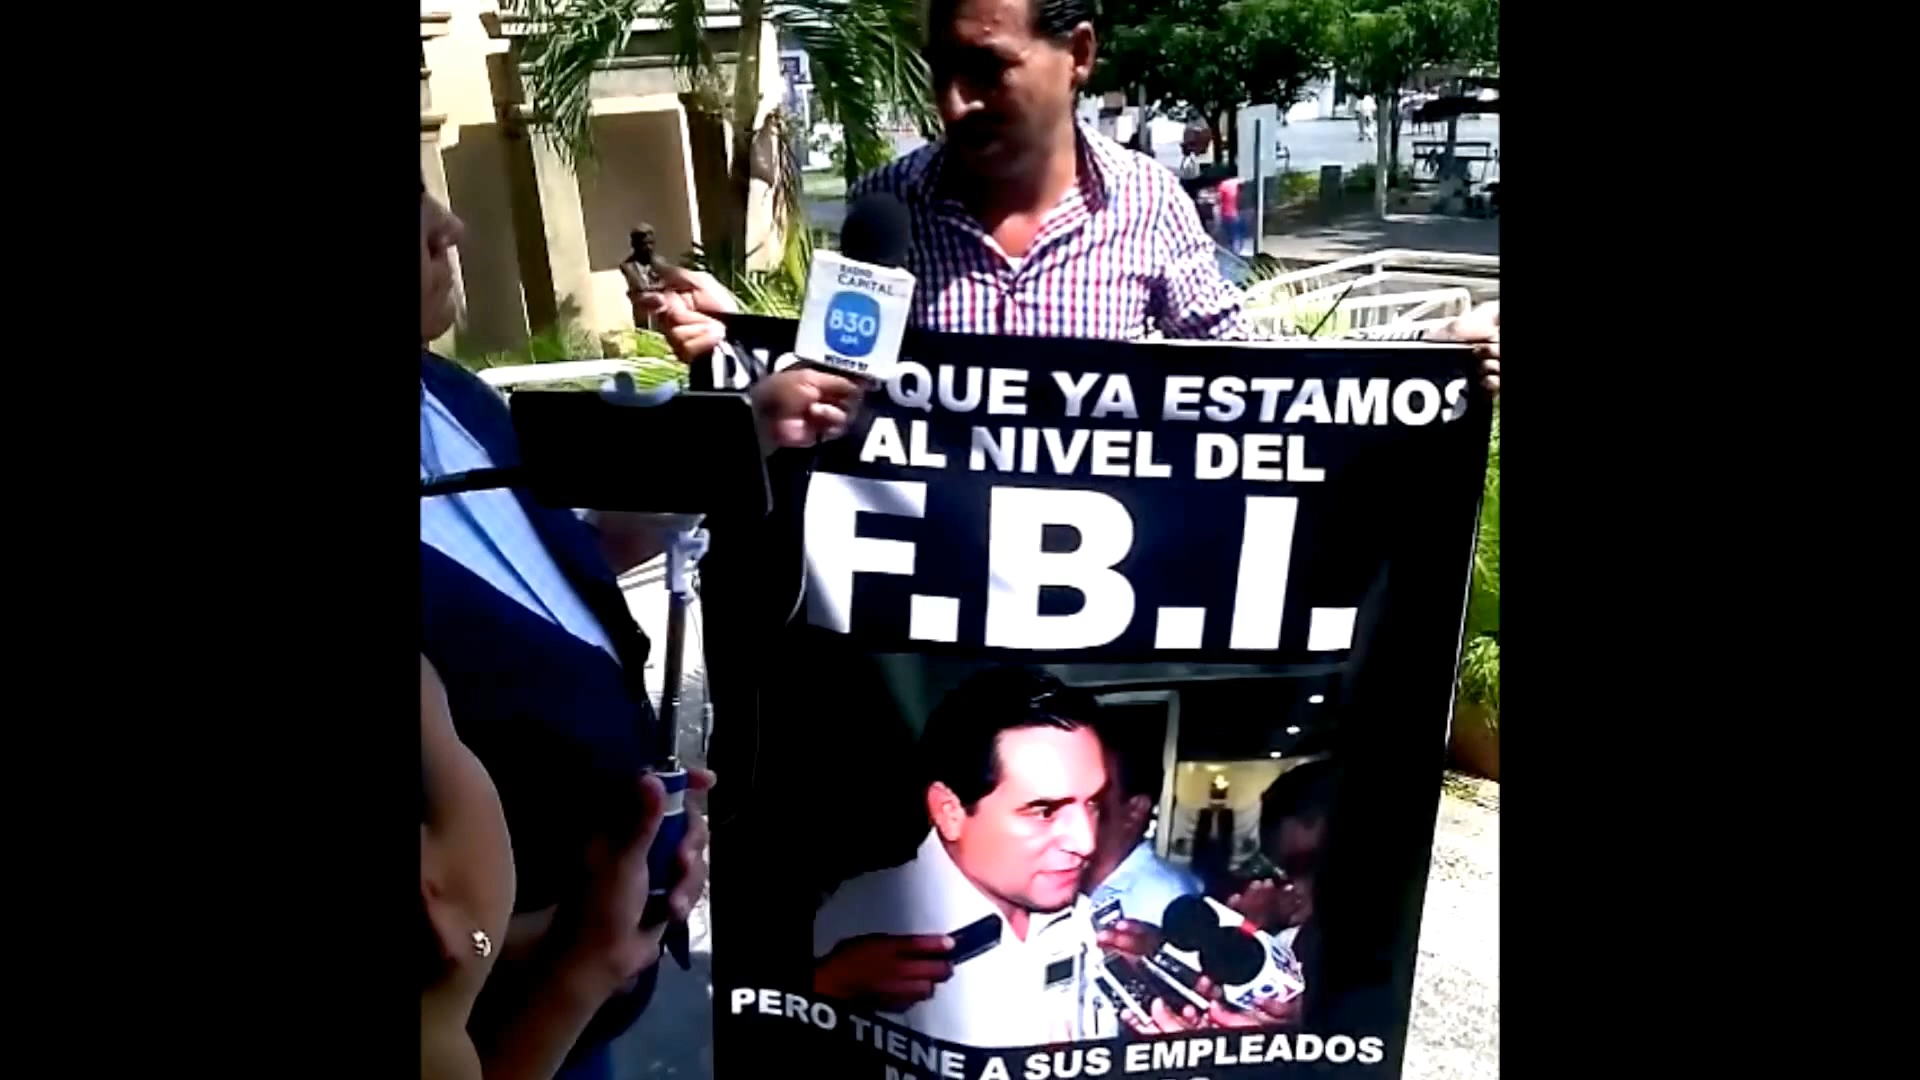 RADIO
CAPITAL
830
AM
QUE YA ESTAMOS
AL NIVEL DEL
F.B.I.
PERO TIENE A SUS EMPLEADOS